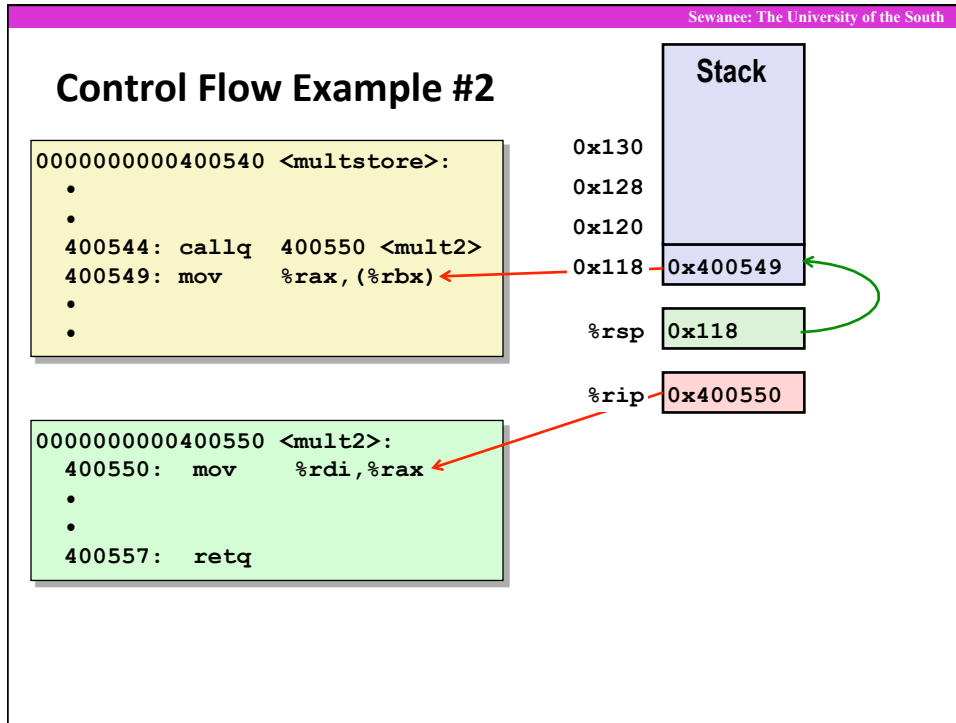 Sewanee: The University of the South
Control Flow Example #2
0000000000400540 <multstore>:
•
•
400544: callq 400550 <mult2>
400549: mov %rax,(%rbx)
•
•
0000000000400550 <mult2>:
400550: mov %rdi,%rax
•
•
400557: retq
Stack
0x130
0x128
0x120
0x118 0x400549
%rsp 0x118
%rip 0x400550